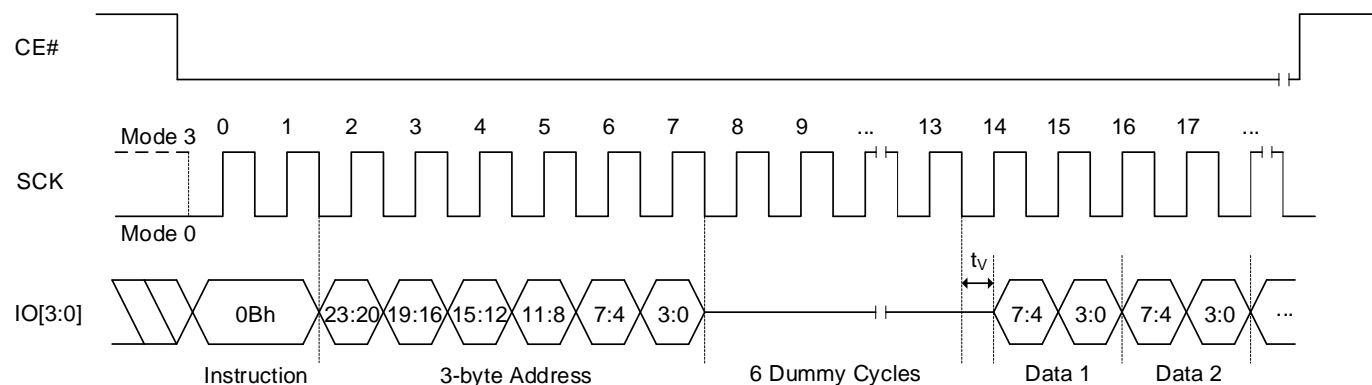 CE#
0 1 2 3 4 5 6 7 8 9 ... 13 14 15 16 17 ...
Mode 3
SCK
Mode 0
tV
IO[3:0] 0Bh 23:20 19:16 15:12 11:8 7:4 3:0 7:4 3:0 7:4 3:0 ...
Instruction 3-byte Address 6 Dummy Cycles Data 1 Data 2